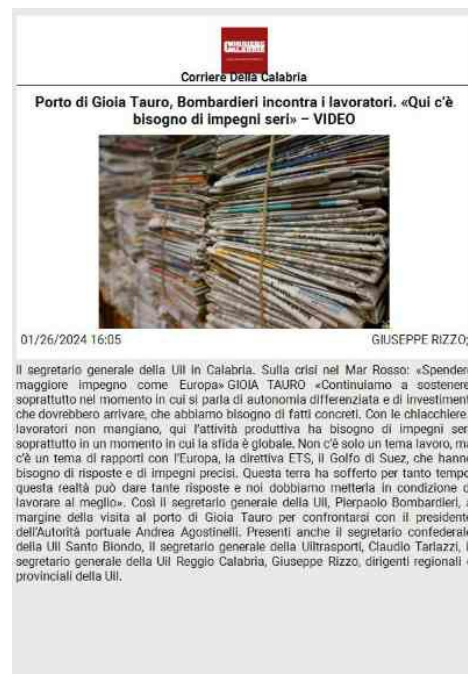 CORRIERE
CALABRIA
Corriere Della Calabria
Porto di Gioia Tauro, Bombardieri incontra i lavoratori. «Qui c'è
bisogno di impegni seri» – VIDEO
01/26/2024 16:05
GIUSEPPE RIZZO;
Il segretario generale della Uil in Calabria. Sulla crisi nel Mar Rosso: «Spendere
maggiore impegno come Europa» GIOIA TAURO «Continuiamo a sostenere
soprattutto nel momento in cui si parla di autonomia differenziata e di investiment
che dovrebbero arrivare, che abbiamo bisogno di fatti concreti. Con le chiacchiere
lavoratori non mangiano, qui l'attività produttiva ha bisogno di impegni ser
soprattutto in un momento in cui la sfida è globale. Non c'è solo un tema lavoro, ma
c'è un tema di rapporti con l'Europa, la direttiva ETS, il Golfo di Suez, che hanno
bisogno di risposte e di impegni precisi. Questa terra ha sofferto per tanto tempo
questa realtà può dare tante risposte e noi dobbiamo metterla in condizione d
lavorare al meglio». Così il segretario generale della Uil, Pierpaolo Bombardieri, a
margine della visita al porto di Gioia Tauro per confrontarsi con il presidente
dell'Autorità portuale Andrea Agostinelli. Presenti anche il segretario confederale
della Uil Santo Biondo, il segretario generale della Uiltrasporti, Claudio Tarlazzi, i
segretario generale della Uil Reggio Calabria, Giuseppe Rizzo, dirigenti regionali e
provinciali della Uil.